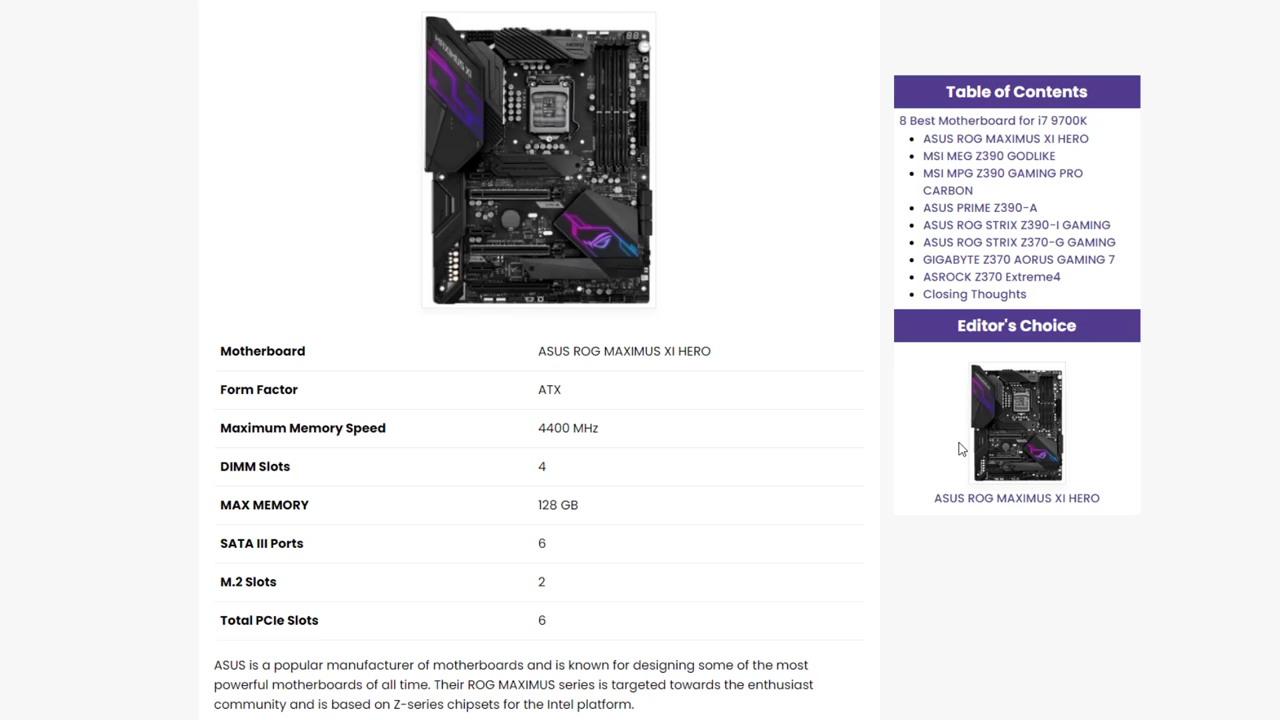 MAXIMUS XI
HERO
Motherboard ASUS ROG MAXIMUS XI HERO
Form Factor ATX
Maximum Memory Speed 4400 MHz
DIMM Slots 4
MAX MEMORY 128 GB
SATA III Ports 6
M.2 Slots 2
Total PCIe Slots 6
ASUS is a popular manufacturer of motherboards and is known for designing some of the most
powerful motherboards of all time. Their ROG MAXIMUS series is targeted towards the enthusiast
community and is based on Z-series chipsets for the Intel platform.
Table of Contents
8 Best Motherboard for i7 9700K
ASUS ROG MAXIMUS XI HERO
MSI MEG Z390 GODLIKE
MSI MPG Z390 GAMING PRO
CARBON
ASUS PRIME Z390-A
ASUS ROG STRIX Z390-I GAMING
ASUS ROG STRIX Z370-G GAMING
GIGABYTE Z370 AORUS GAMING 7
ASROCK Z370 Extreme4
Closing Thoughts
Editor's Choice
ASUS ROG MAXIMUS XI HERO